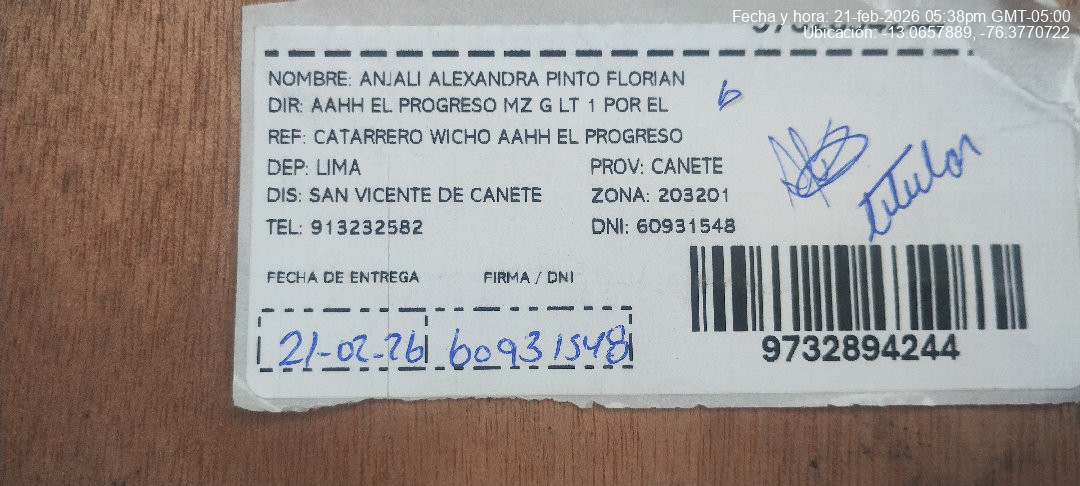 Fecha y hora: 21-feb-2026 05:38pm GMT-05:00
Ubicación: -13.0657889, -76.3770722
NOMBRE: ANJALI ALEXANDRA PINTO FLORIAN
DIR: AAHH EL PROGRESO MZ G LT 1 POR EL
6
REF: CATARRERO WICHO AAHH EL PROGRESO
DEP: LIMA
PROV: CANETE
DIS: SAN VICENTE DE CANETE
ZONA: 203201
TEL: 913232582
DNI: 60931548
titular
FECHA DE ENTREGA
FIRMA / DNI
21-02-26
60931548
9732894244